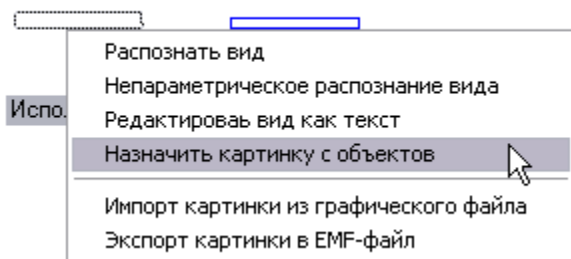 Распознать вид
Непараметрическое распознание вида
Испо.
Редактироваь вид как текст
Назначить картинку с объектов
Импорт картинки из графического файла
Экспорт картинки в EMF-файл